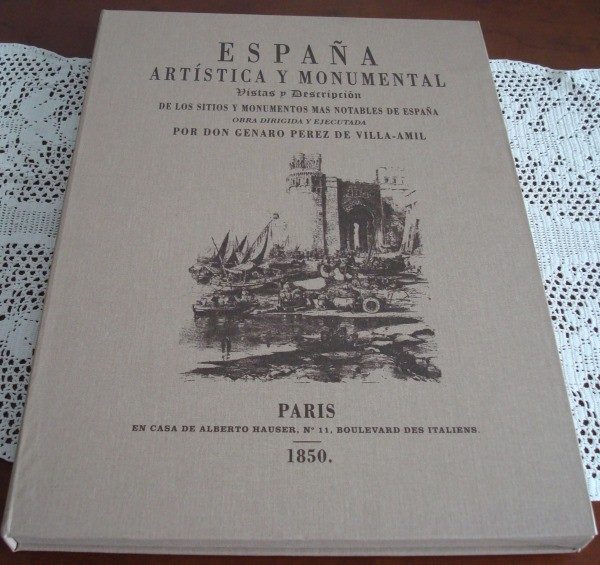 ESPAÑA
ARTÍSTICA Y MONUMENTAL
Vistas y Descripción
DE LOS SITIOS Y MONUMENTOS MAS NOTABLES DE ESPAÑA
OBRA DIRIGIDA Y EJECUTADA
POR DON GENARO PEREZ DE VILLA-AMIL
PARIS
EN CASA DE ALBERTO HAUSER, Nº 11, BOULEVARD DES ITALIENS.
1850.